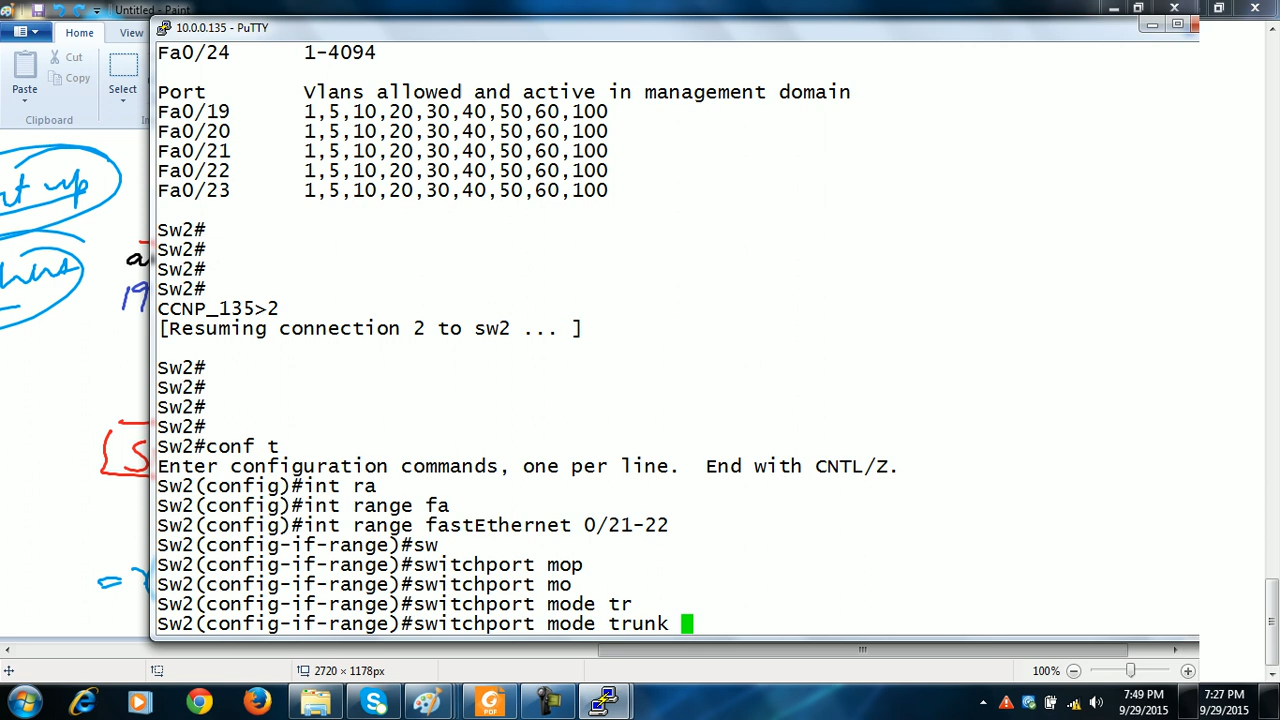 Untitled - Paint
Home
View
Cut
Copy
Paste
Select
Clipboard
10.0.0.135 - PuTTY
Fa0/24 1-4094
Port Vlans allowed and active in management domain
Fa0/19 1,5,10,20,30,40,50,60,100
Fa0/20 1,5,10,20,30,40,50,60,100
Fa0/21 1,5,10,20,30,40,50,60,100
Fa0/22 1,5,10,20,30,40,50,60,100
Fa0/23 1,5,10,20,30,40,50,60,100
Sw2#
Sw2#
Sw2#
Sw2#
CCNP_135>2
[Resuming connection 2 to sw2 ... ]
Sw2#
Sw2#
Sw2#
Sw2#
Sw2#conf t
Enter configuration commands, one per line. End with CNTL/Z.
Sw2(config)#int ra
Sw2(config)#int range fa
Sw2(config)#int range fastEthernet 0/21-22
Sw2(config-if-range)#sw
Sw2(config-if-range)#switchport mop
Sw2(config-if-range)#switchport mo
Sw2(config-if-range)#switchport mode tr
Sw2(config-if-range)#switchport mode trunk
up
19
S
2720 × 1178px
100%
PDF
7:49 PM
9/29/2015
7:27 PM
9/29/2015